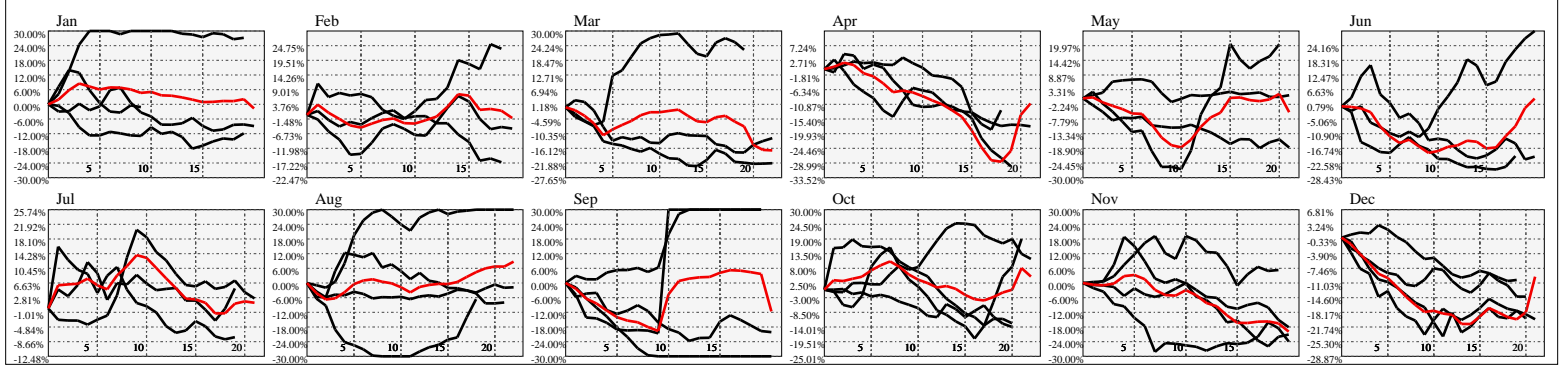 Jan Feb Mar Apr May Jun
30.00% 24.00% 18.00% 12.00% 6.00% 0.00% -6.00% -12.00% -18.00% -24.00% -30.00%
5 10 15
24.75% 19.51% 14.26% 9.01% 3.76% -1.48% -6.73% -11.98% -17.22% -22.47%
5 10 15
30.00% 24.24% 18.47% 12.71% 6.94% 1.18% -4.59% -10.35% -16.12% -21.88% -27.65%
5 10 15 20
7.24% 2.71% -1.81% -6.34% -10.87% -15.40% -19.93% -24.46% -28.99% -33.52%
5 10 15 20
19.97% 14.42% 8.87% 3.31% -2.24% -7.79% -13.34% -18.90% -24.45% -30.00%
5 10 15 20
24.16% 18.31% 12.47% 6.63% 0.79% -5.06% -10.90% -16.74% -22.58% -28.43%
5 10 15
Jul Aug Sep Oct Nov Dec
25.74% 21.92% 18.10% 14.28% 10.45% 6.63% 2.81% -1.01% -4.84% -8.66% -12.48%
5 10 15 20
30.00% 24.00% 18.00% 12.00% 6.00% 0.00% -6.00% -12.00% -18.00% -24.00% -30.00%
5 10 15 20
30.00% 24.00% 18.00% 12.00% 6.00% 0.00% -6.00% -12.00% -18.00% -24.00% -30.00%
5 10 15
30.00% 24.50% 19.00% 13.50% 8.00% 2.50% -3.00% -8.50% -14.01% -19.51% -25.01%
5 10 15 20
30.00% 24.00% 18.00% 12.00% 6.00% 0.00% -6.00% -12.00% -18.00% -24.00% -30.00%
5 10 15
6.81% 3.24% -0.33% -3.90% -7.46% -11.03% -14.60% -18.17% -21.74% -25.30% -28.87%
5 10 15 20